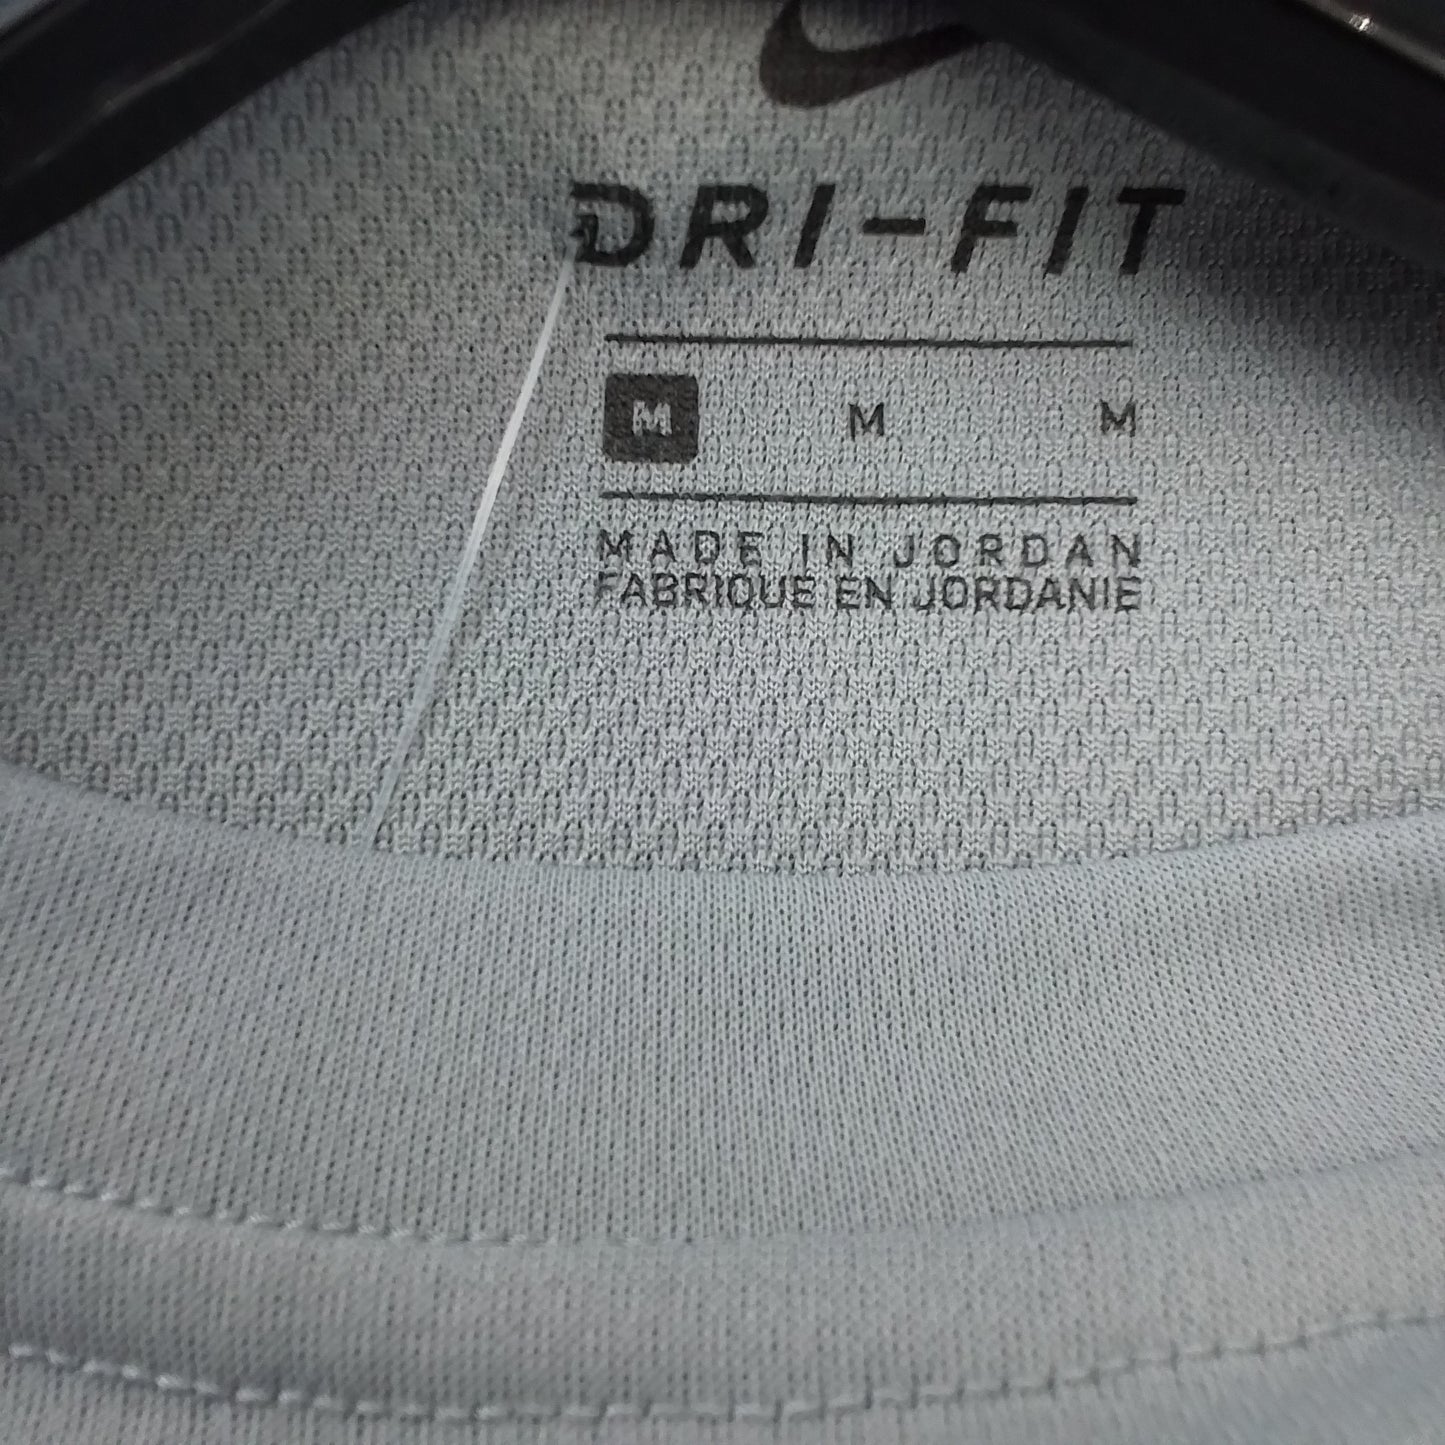 DRI-FIT
M M M
MADE IN JORDAN
FABRIQUE EN JORDANIE